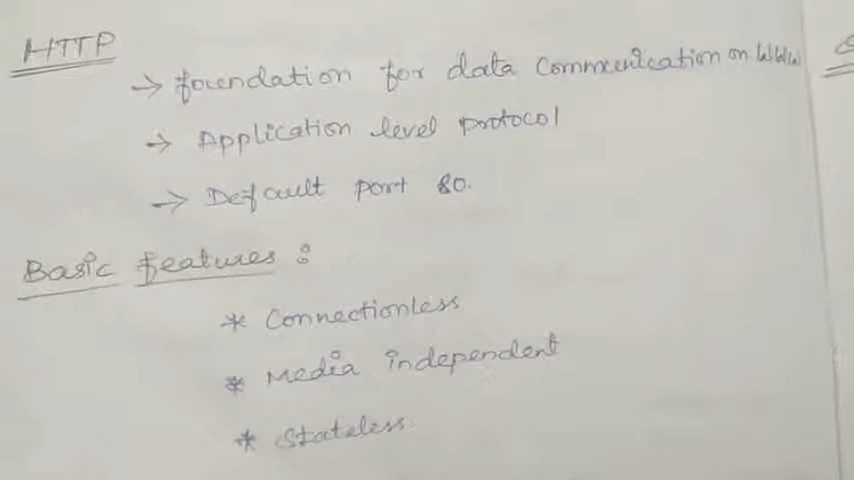 HTTP
→ foundation for data communication on WWW
→ Application level protocol
→ Default port 80.
Basic features :
* Connectionless
* Media independent
* Stateless.